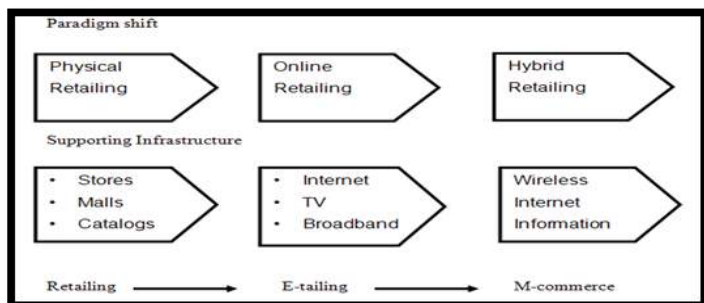 Paradigm shift
Physical
Retailing
Online
Retailing
Hybrid
Retailing
Supporting Infrastructure
• Stores
• Malls
• Catalogs
• Internet
• TV
• Broadband
Wireless
Internet
Information
Retailing
E-tailing
M-commerce